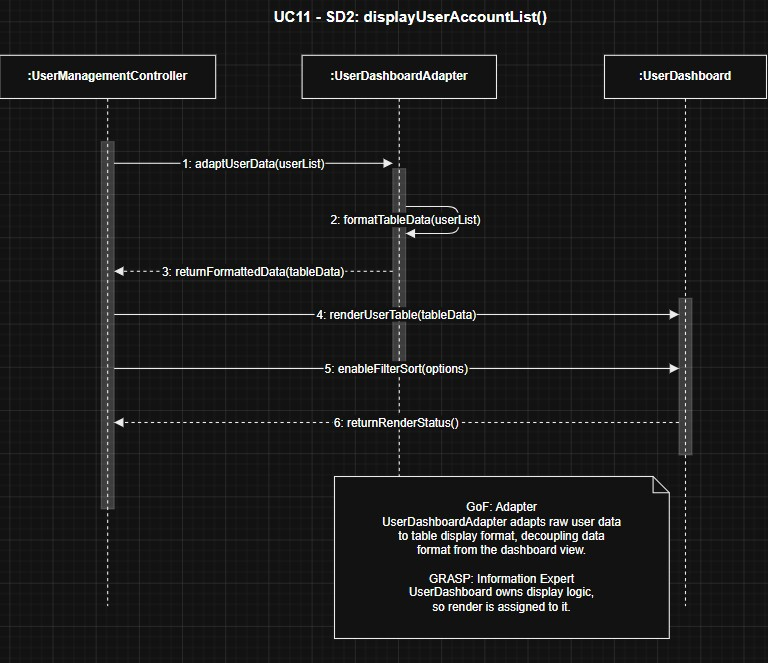 UC11 - SD2: displayUserAccountList()
:UserManagementController
:UserDashboardAdapter
:UserDashboard
1: adaptUserData(userList)
2: formatTableData(userList)
3: returnFormattedData(tableData)
4: renderUserTable(tableData)
5: enableFilterSort(options)
6: returnRenderStatus()
GoF: Adapter
UserDashboardAdapter adapts raw user data
to table display format, decoupling data
format from the dashboard view.
GRASP: Information Expert
UserDashboard owns display logic,
so render is assigned to it.